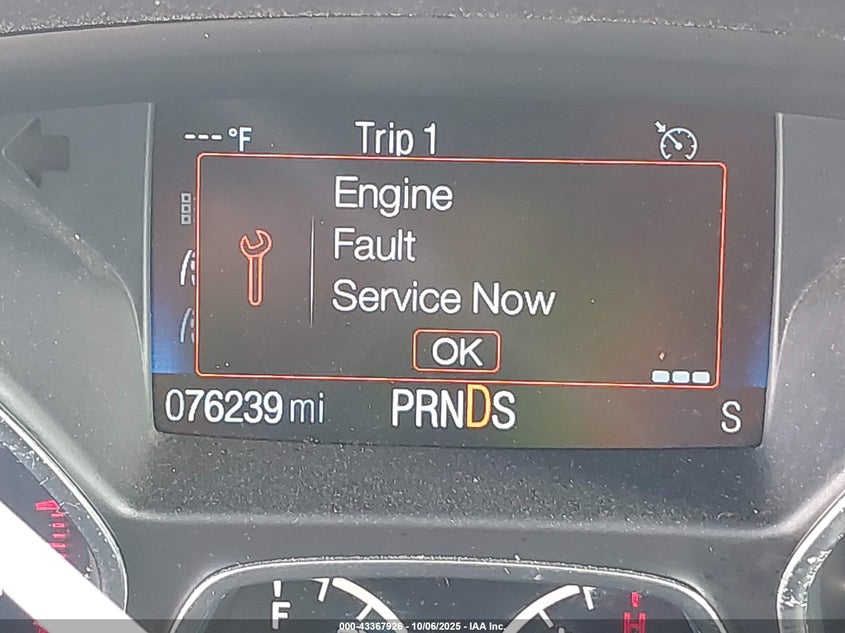 ---°F Trip 1
Engine
Fault
Service Now
OK
076239 mi PRNDS S
F H
000-43367926 - 10/06/2025 - IAA Inc.